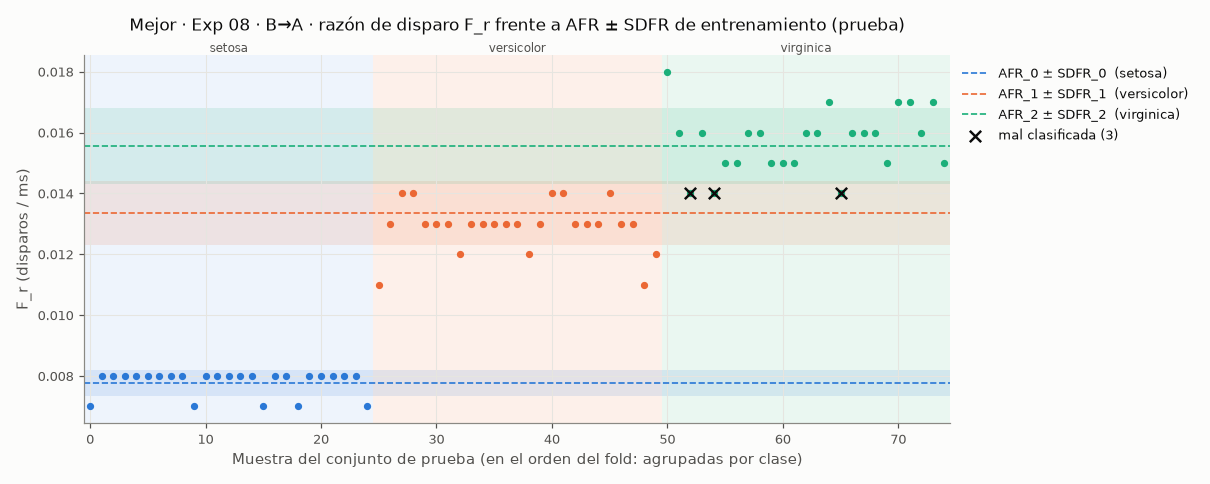 Mejor · Exp 08 · B→A · razón de disparo F_r frente a AFR ± SDFR de entrenamiento (prueba)
setosa
versicolor
virginica
F_r (disparos / ms)
0.018
0.016
0.014
0.012
0.010
0.008
0
10
20
30
40
50
60
70
Muestra del conjunto de prueba (en el orden del fold: agrupadas por clase)
AFR_0 ± SDFR_0 (setosa)
AFR_1 ± SDFR_1 (versicolor)
AFR_2 ± SDFR_2 (virginica)
mal clasificada (3)